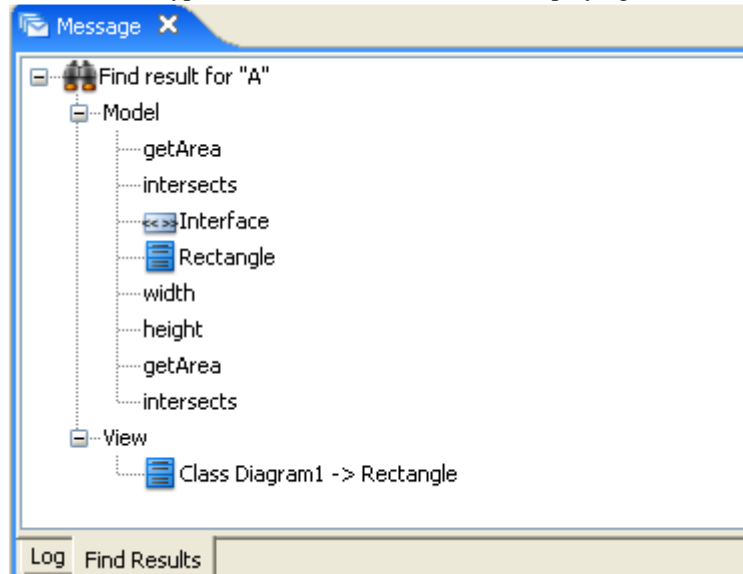 Message
Find result for "A"
Model
getArea
intersects
<< >> Interface
Rectangle
width
height
getArea
intersects
View
Class Diagram1 -> Rectangle
Log Find Results